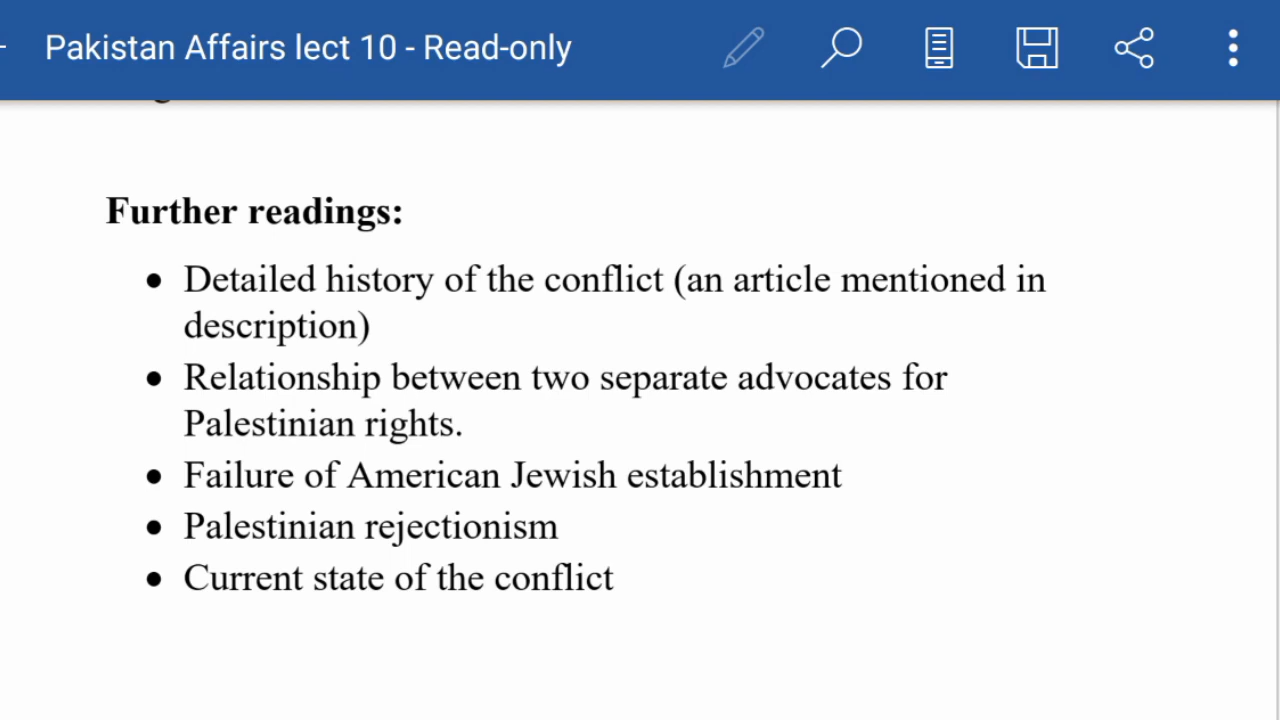 Pakistan Affairs lect 10 - Read-only
Further readings:
• Detailed history of the conflict (an article mentioned in
description)
• Relationship between two separate advocates for
Palestinian rights.
• Failure of American Jewish establishment
• Palestinian rejectionism
• Current state of the conflict